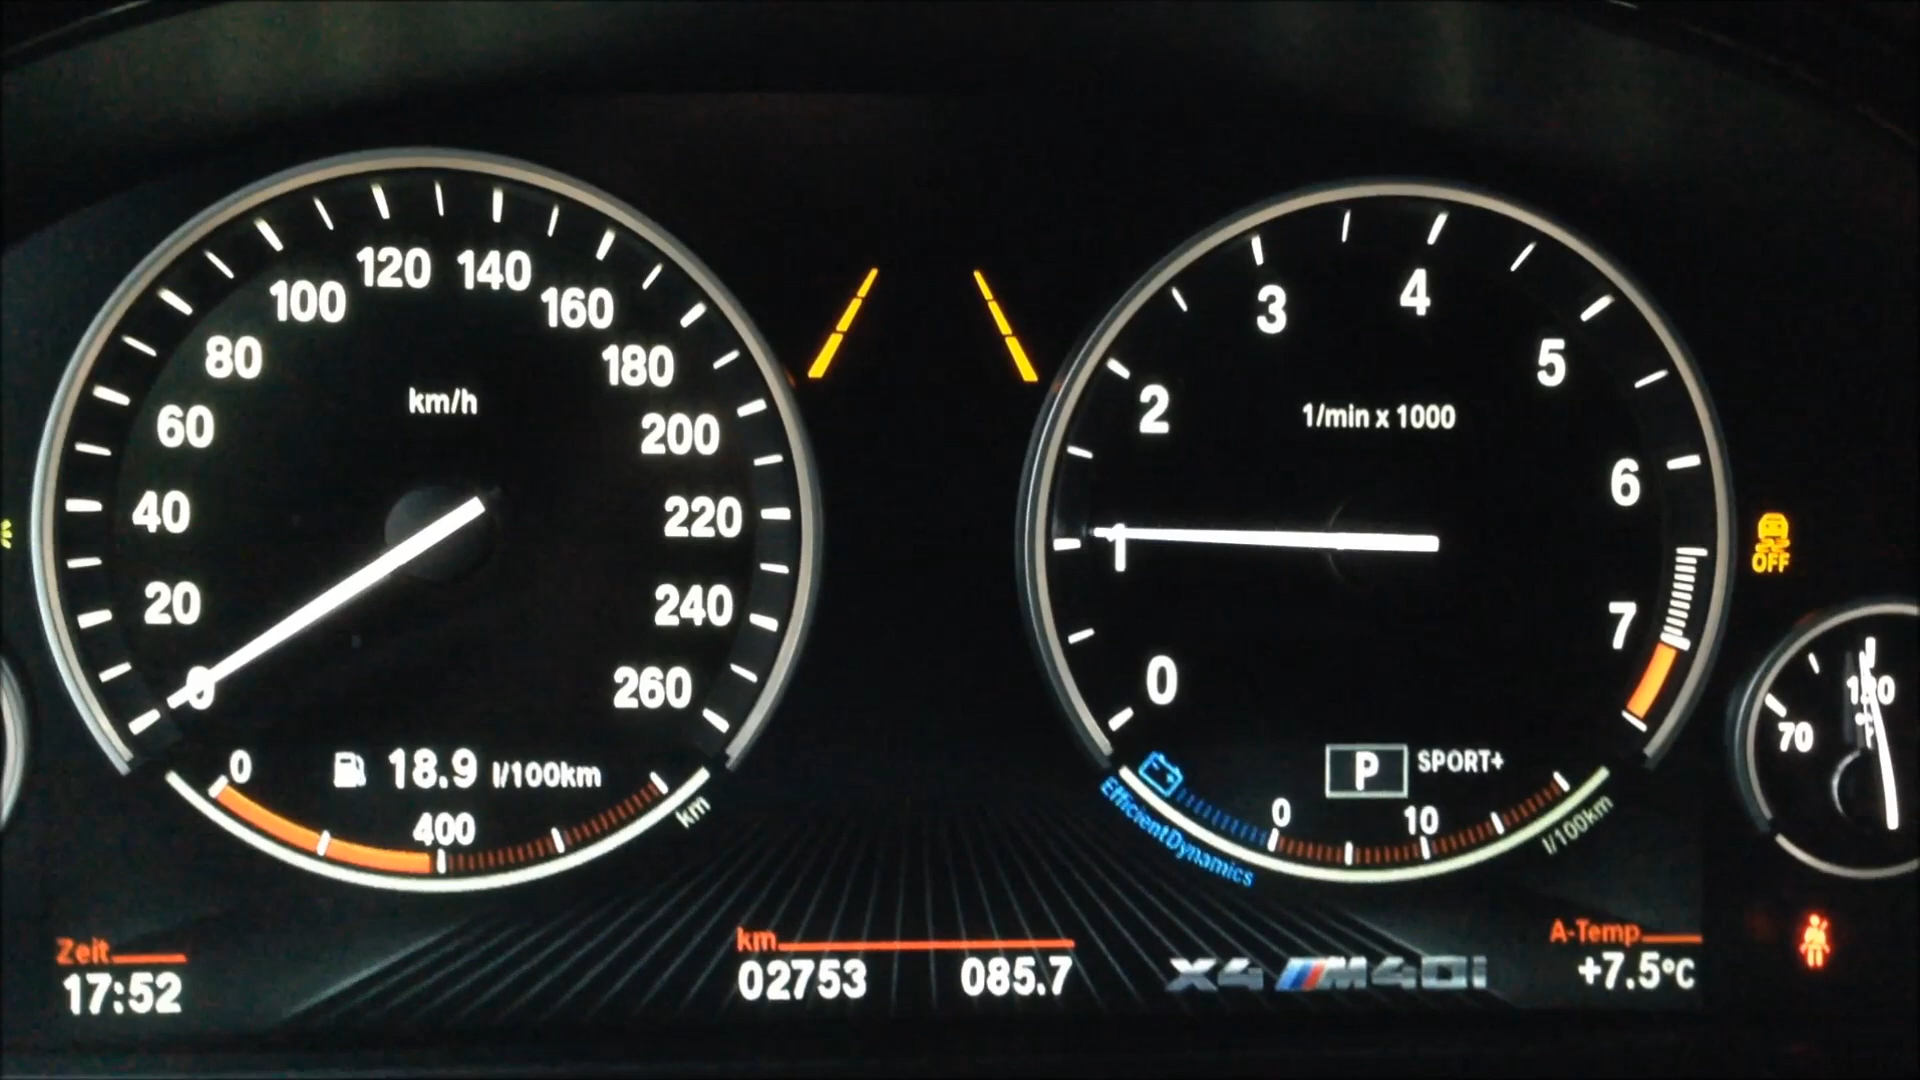 km/h
0
20
40
60
80
100
120
140
160
180
200
220
240
260
18.9 l/100km
0
400
km
1/min x 1000
0
1
2
3
4
5
6
7
P SPORT+
0
10
l/100km
EfficientDynamics
OFF
70
Zeit
17:52
km
02753 085.7
X4 M40i
A-Temp
+7.5°C